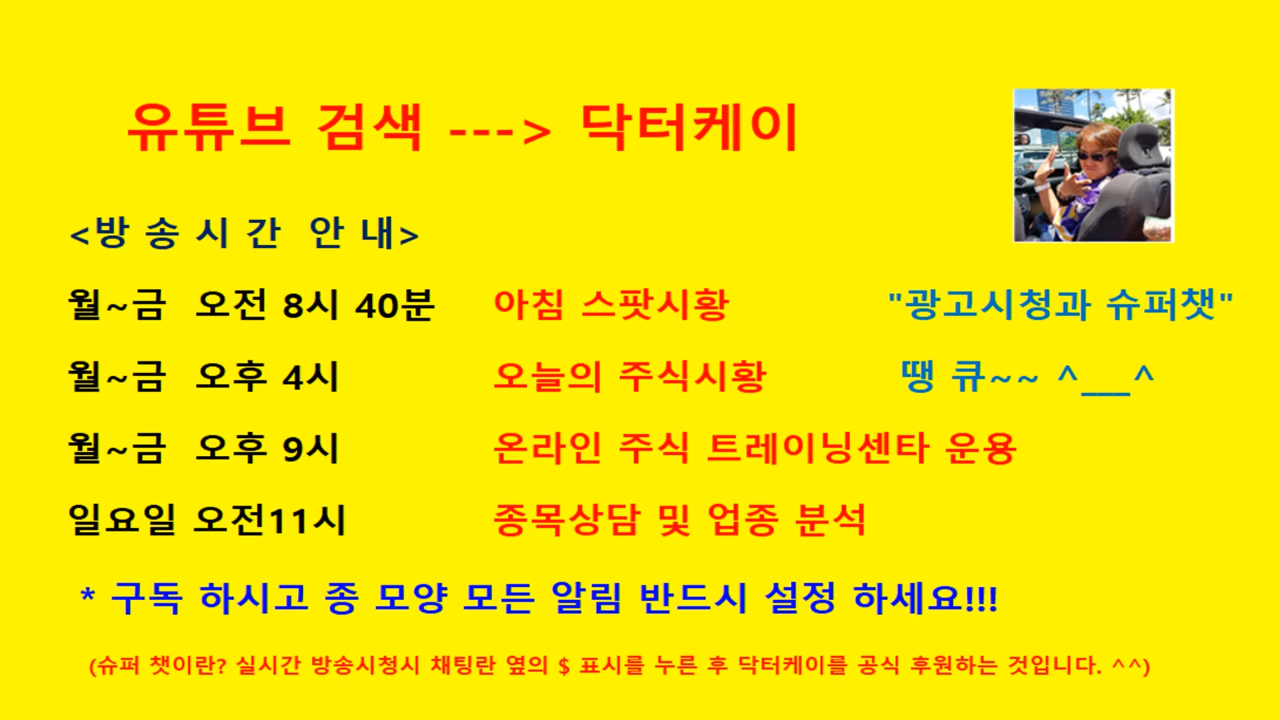 유튜브 검색 ---> 닥터케이
<방 송 시 간 안 내>
월~금 오전 8시 40분 아침 스팟시황 "광고시청과 슈퍼챗"
월~금 오후 4시 오늘의 주식시황 땡 큐~~ ^___^
월~금 오후 9시 온라인 주식 트레이닝센타 운용
일요일 오전11시 종목상담 및 업종 분석
* 구독 하시고 종 모양 모든 알림 반드시 설정 하세요!!!
(슈퍼 챗이란? 실시간 방송시청시 채팅란 옆의 $ 표시를 누른 후 닥터케이를 공식 후원하는 것입니다. ^^)